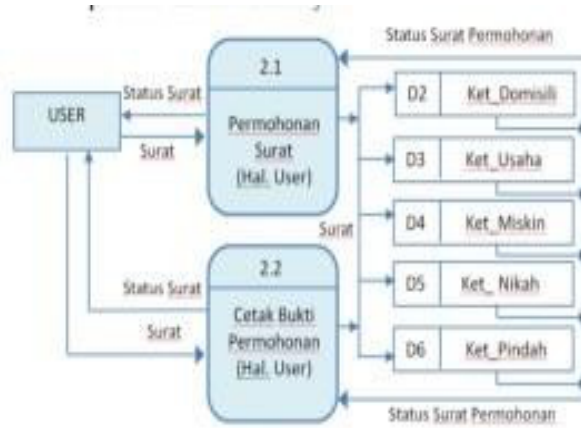 Status Surat Permohonan
2.1
D2 Ket_Domisili
Status Surat
USER
Permohonan
Surat
(Hal. User)
Surat
D3 Ket_Usaha
D4 Ket_Miskin
Surat
2.2
D5 Ket_ Nikah
Status Surat
Cetak Bukti
Permohonan
(Hal. User)
Surat
D6 Ket_Pindah
Status Surat Permohonan